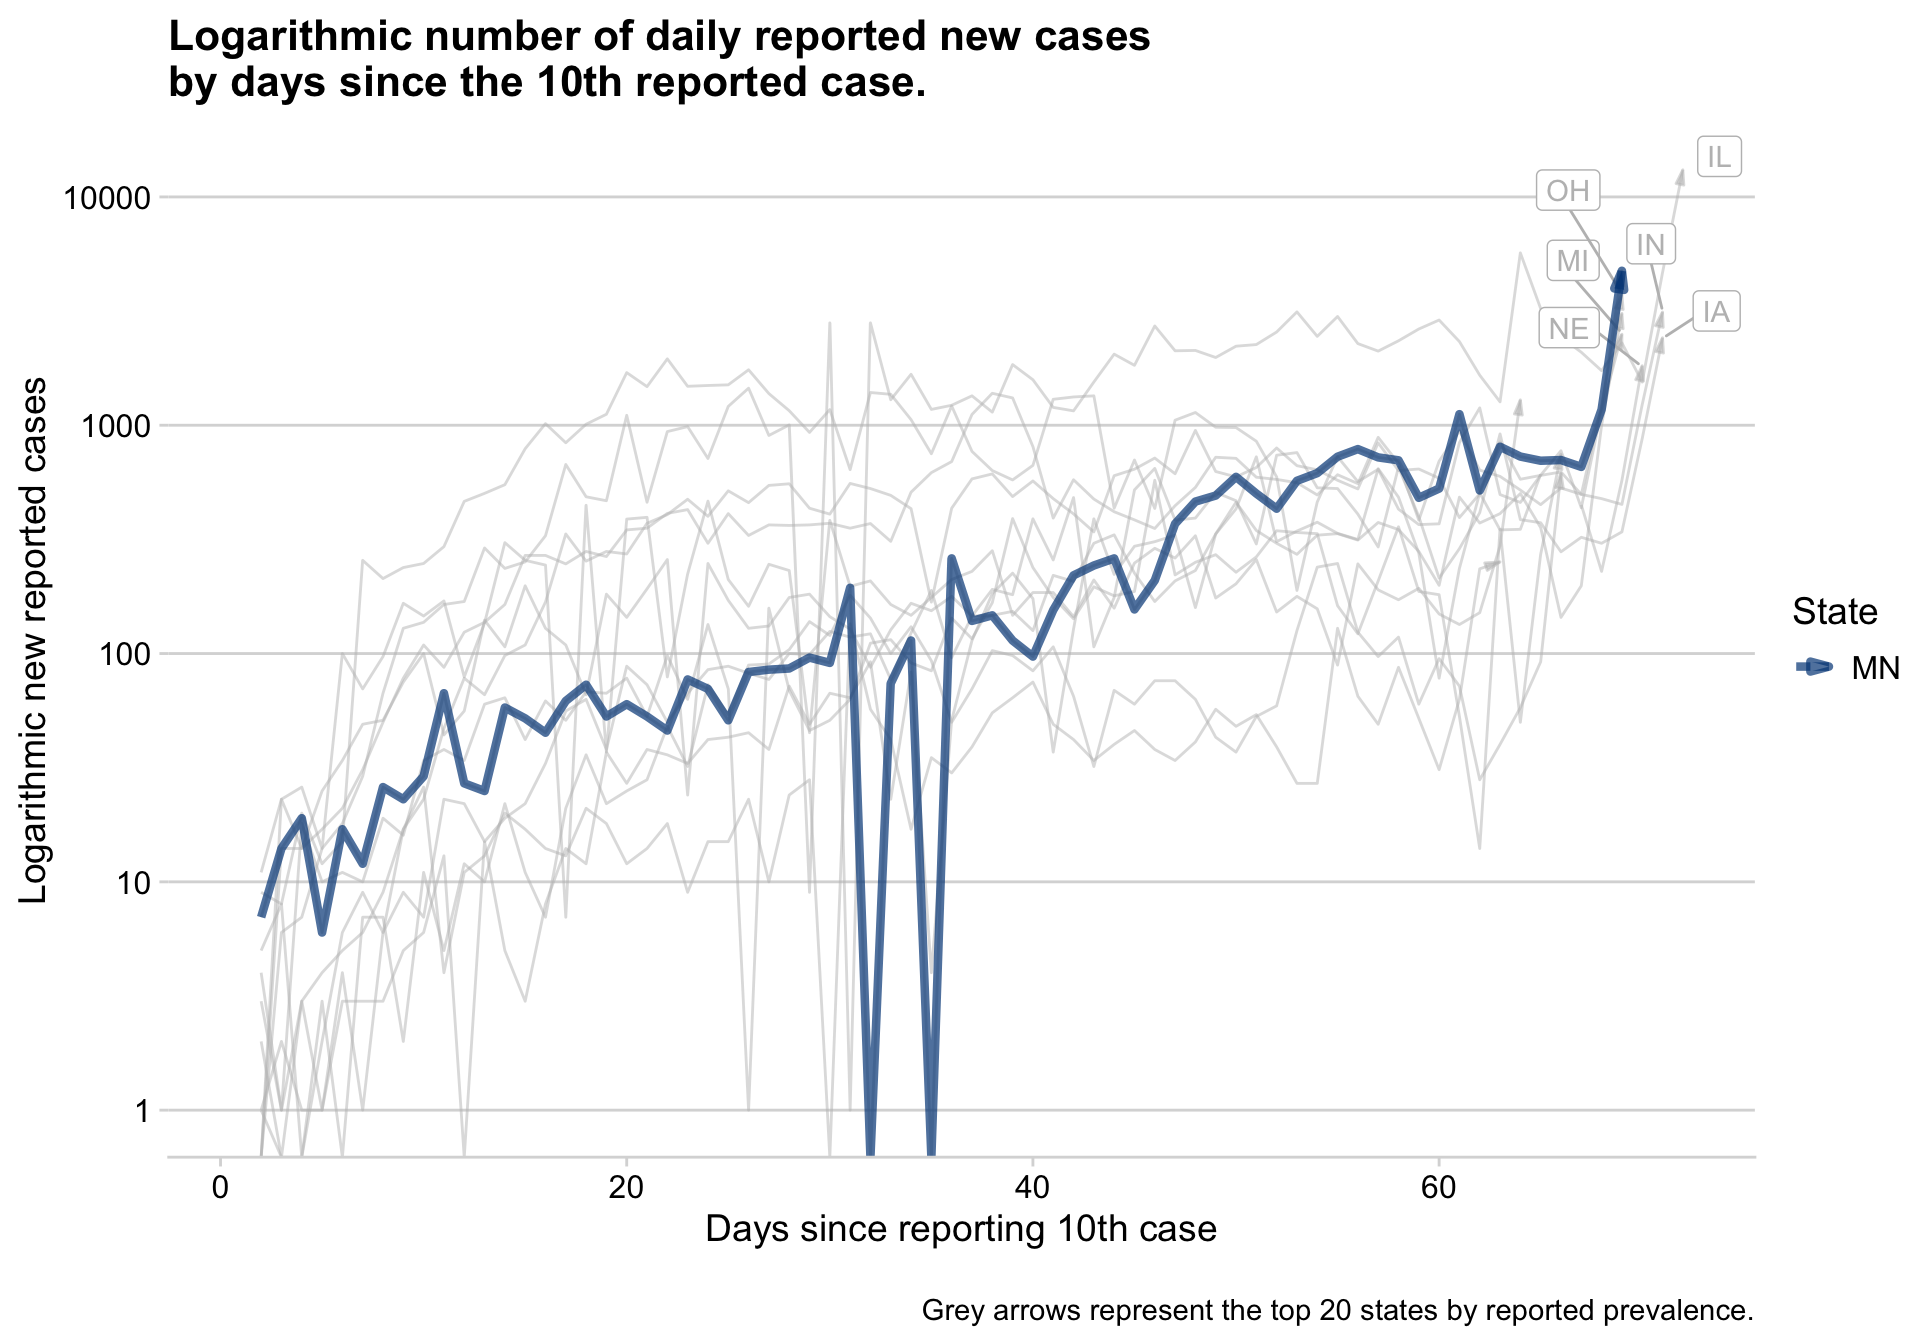 Logarithmic number of daily reported new cases
by days since the 10th reported case.
Logarithmic new reported cases
10000
1000
100
10
1
IL
OH
IN
MI
IA
NE
State
MN
0
20
40
60
Days since reporting 10th case
Grey arrows represent the top 20 states by reported prevalence.